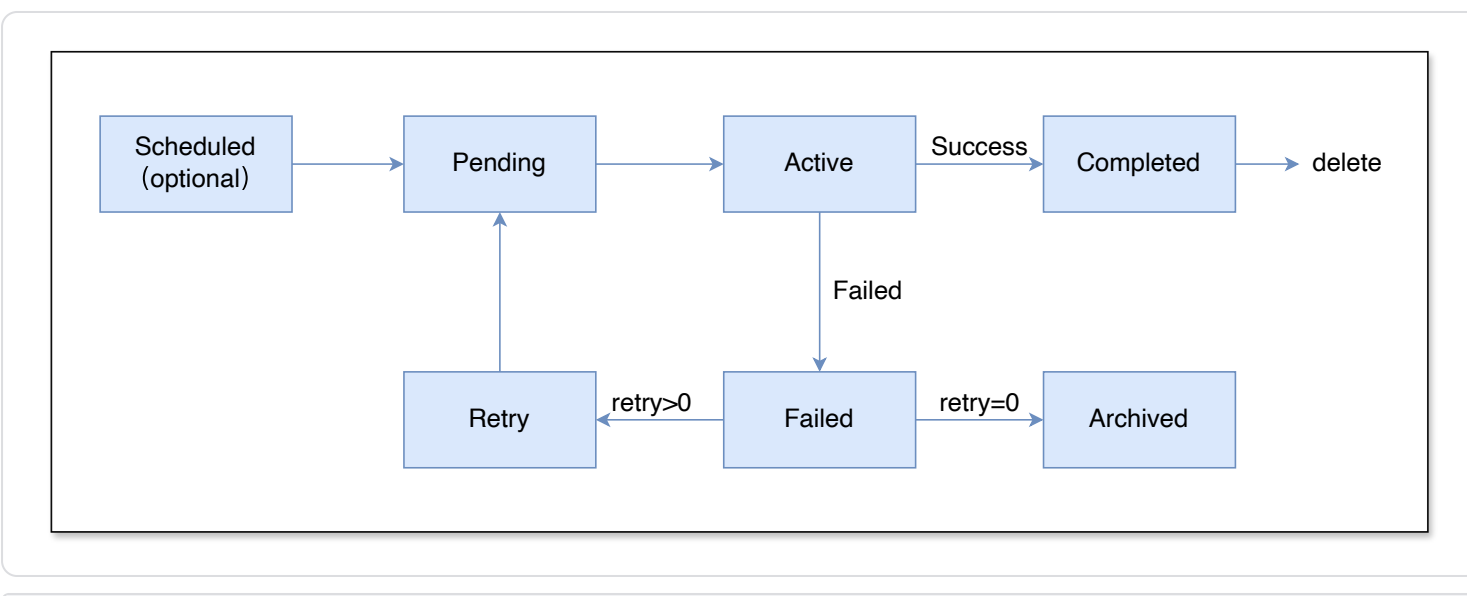 Scheduled
（optional）
Pending
Active
Success
Completed
delete
Failed
Retry
retry>0
Failed
retry=0
Archived